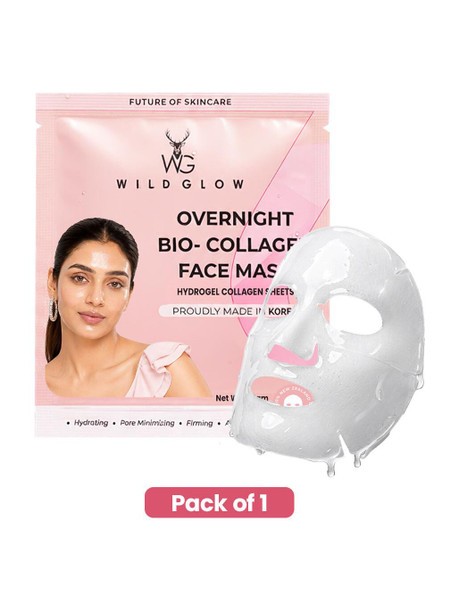 FUTURE OF SKINCARE
WG
WILD GLOW
OVERNIGHT
BIO- COLLAGE
FACE MAS
HYDROGEL COLLAGEN SHEETS
PROUDLY MADE IN KORE
Net W
• Hydrating • Pore Minimizing • Firming •
Pack of 1